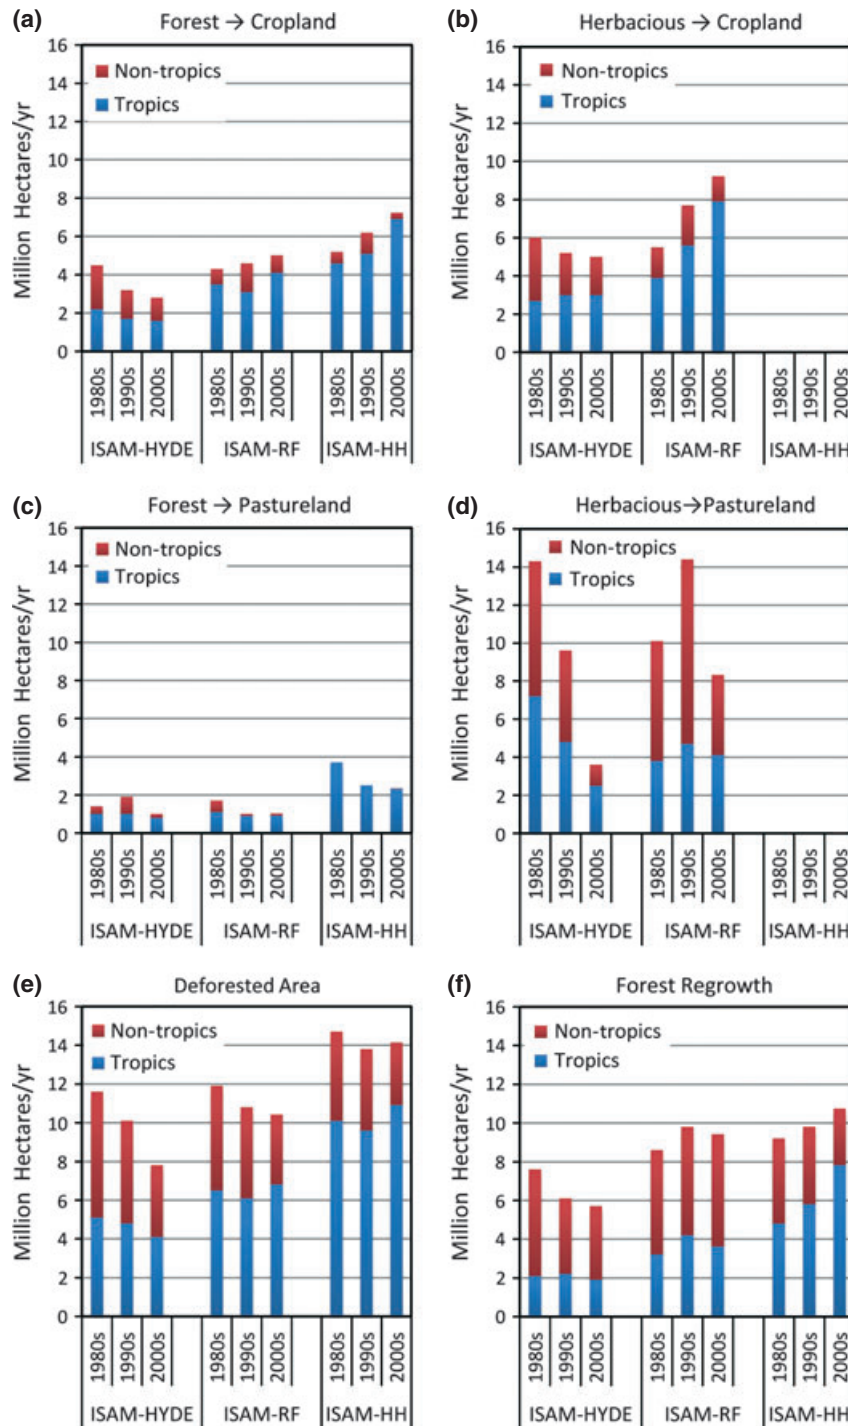 (a)
Forest → Cropland
Million Hectares/yr
16
14
12
10
8
6
4
2
0
Non-tropics
Tropics
1980s
1990s
2000s
1980s
1990s
2000s
1980s
1990s
2000s
ISAM-HYDE
ISAM-RF
ISAM-HH
(b)
Herbacious → Cropland
Million Hectares/yr
16
14
12
10
8
6
4
2
0
Non-tropics
Tropics
1980s
1990s
2000s
1980s
1990s
2000s
1980s
1990s
2000s
ISAM-HYDE
ISAM-RF
ISAM-HH
(c)
Forest → Pastureland
Million Hectares/yr
16
14
12
10
8
6
4
2
0
Non-tropics
Tropics
1980s
1990s
2000s
1980s
1990s
2000s
1980s
1990s
2000s
ISAM-HYDE
ISAM-RF
ISAM-HH
(d)
Herbacious→Pastureland
Million Hectares/yr
16
14
12
10
8
6
4
2
0
Non-tropics
Tropics
1980s
1990s
2000s
1980s
1990s
2000s
1980s
1990s
2000s
ISAM-HYDE
ISAM-RF
ISAM-HH
(e)
Deforested Area
Million Hectares/yr
16
14
12
10
8
6
4
2
0
Non-tropics
Tropics
1980s
1990s
2000s
1980s
1990s
2000s
1980s
1990s
2000s
ISAM-HYDE
ISAM-RF
ISAM-HH
(f)
Forest Regrowth
Million Hectares/yr
16
14
12
10
8
6
4
2
0
Non-tropics
Tropics
1980s
1990s
2000s
1980s
1990s
2000s
1980s
1990s
2000s
ISAM-HYDE
ISAM-RF
ISAM-HH